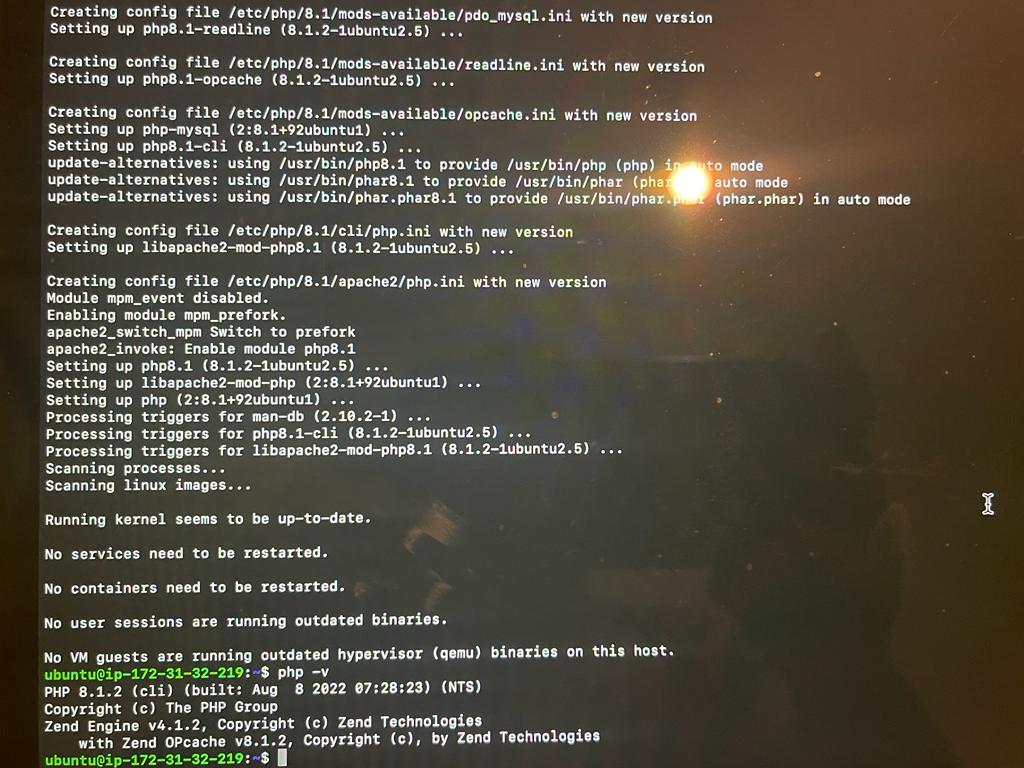 Creating config file /etc/php/8.1/mods-available/pdo_mysql.ini with new version
Setting up php8.1-readline (8.1.2-1ubuntu2.5) ...
Creating config file /etc/php/8.1/mods-available/readline.ini with new version
Setting up php8.1-opcache (8.1.2-1ubuntu2.5) ...
Creating config file /etc/php/8.1/mods-available/opcache.ini with new version
Setting up php-mysql (2:8.1+92ubuntu1) ...
Setting up php8.1-cli (8.1.2-1ubuntu2.5) ...
update-alternatives: using /usr/bin/php8.1 to provide /usr/bin/php (php) in auto mode
update-alternatives: using /usr/bin/phar8.1 to provide /usr/bin/phar (phar auto mode
update-alternatives: using /usr/bin/phar.phar8.1 to provide /usr/bin/phar.phar (phar.phar) in auto mode
Creating config file /etc/php/8.1/cli/php.ini with new version
Setting up libapache2-mod-php8.1 (8.1.2-1ubuntu2.5) ...
Creating config file /etc/php/8.1/apache2/php.ini with new version
Module mpm_event disabled.
Enabling module mpm_prefork.
apache2_switch_mpm Switch to prefork
apache2_invoke: Enable module php8.1
Setting up php8.1 (8.1.2-1ubuntu2.5) ...
Setting up libapache2-mod-php (2:8.1+92ubuntu1) ...
Setting up php (2:8.1+92ubuntu1) ...
Processing triggers for man-db (2.10.2-1) ...
Processing triggers for php8.1-cli (8.1.2-1ubuntu2.5) ...
Processing triggers for libapache2-mod-php8.1 (8.1.2-1ubuntu2.5) ...
Scanning processes...
Scanning linux images...
Running kernel seems to be up-to-date.
No services need to be restarted.
No containers need to be restarted.
No user sessions are running outdated binaries.
No VM guests are running outdated hypervisor (qemu) binaries on this host.
ubuntu@ip-172-31-32-219:~$ php -v
PHP 8.1.2 (cli) (built: Aug  8 2022 07:28:23) (NTS)
Copyright (c) The PHP Group
Zend Engine v4.1.2, Copyright (c) Zend Technologies
    with Zend OPcache v8.1.2, Copyright (c), by Zend Technologies
ubuntu@ip-172-31-32-219:~$